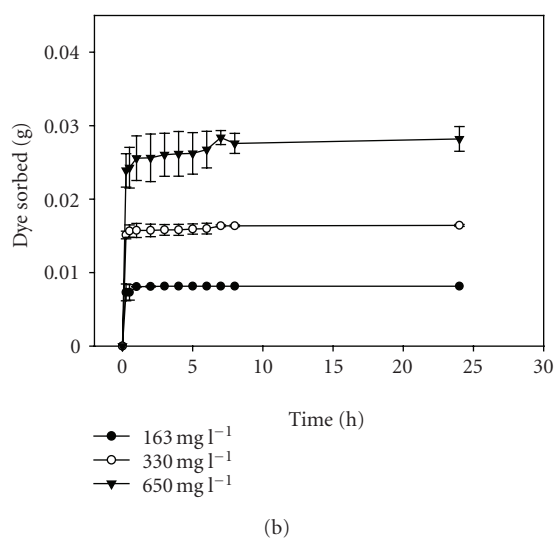 0.04
0.03
0.02
0.01
0
Dye sorbed (g)
0 5 10 15 20 25 30
Time (h)
163 mg l⁻¹
330 mg l⁻¹
650 mg l⁻¹
(b)